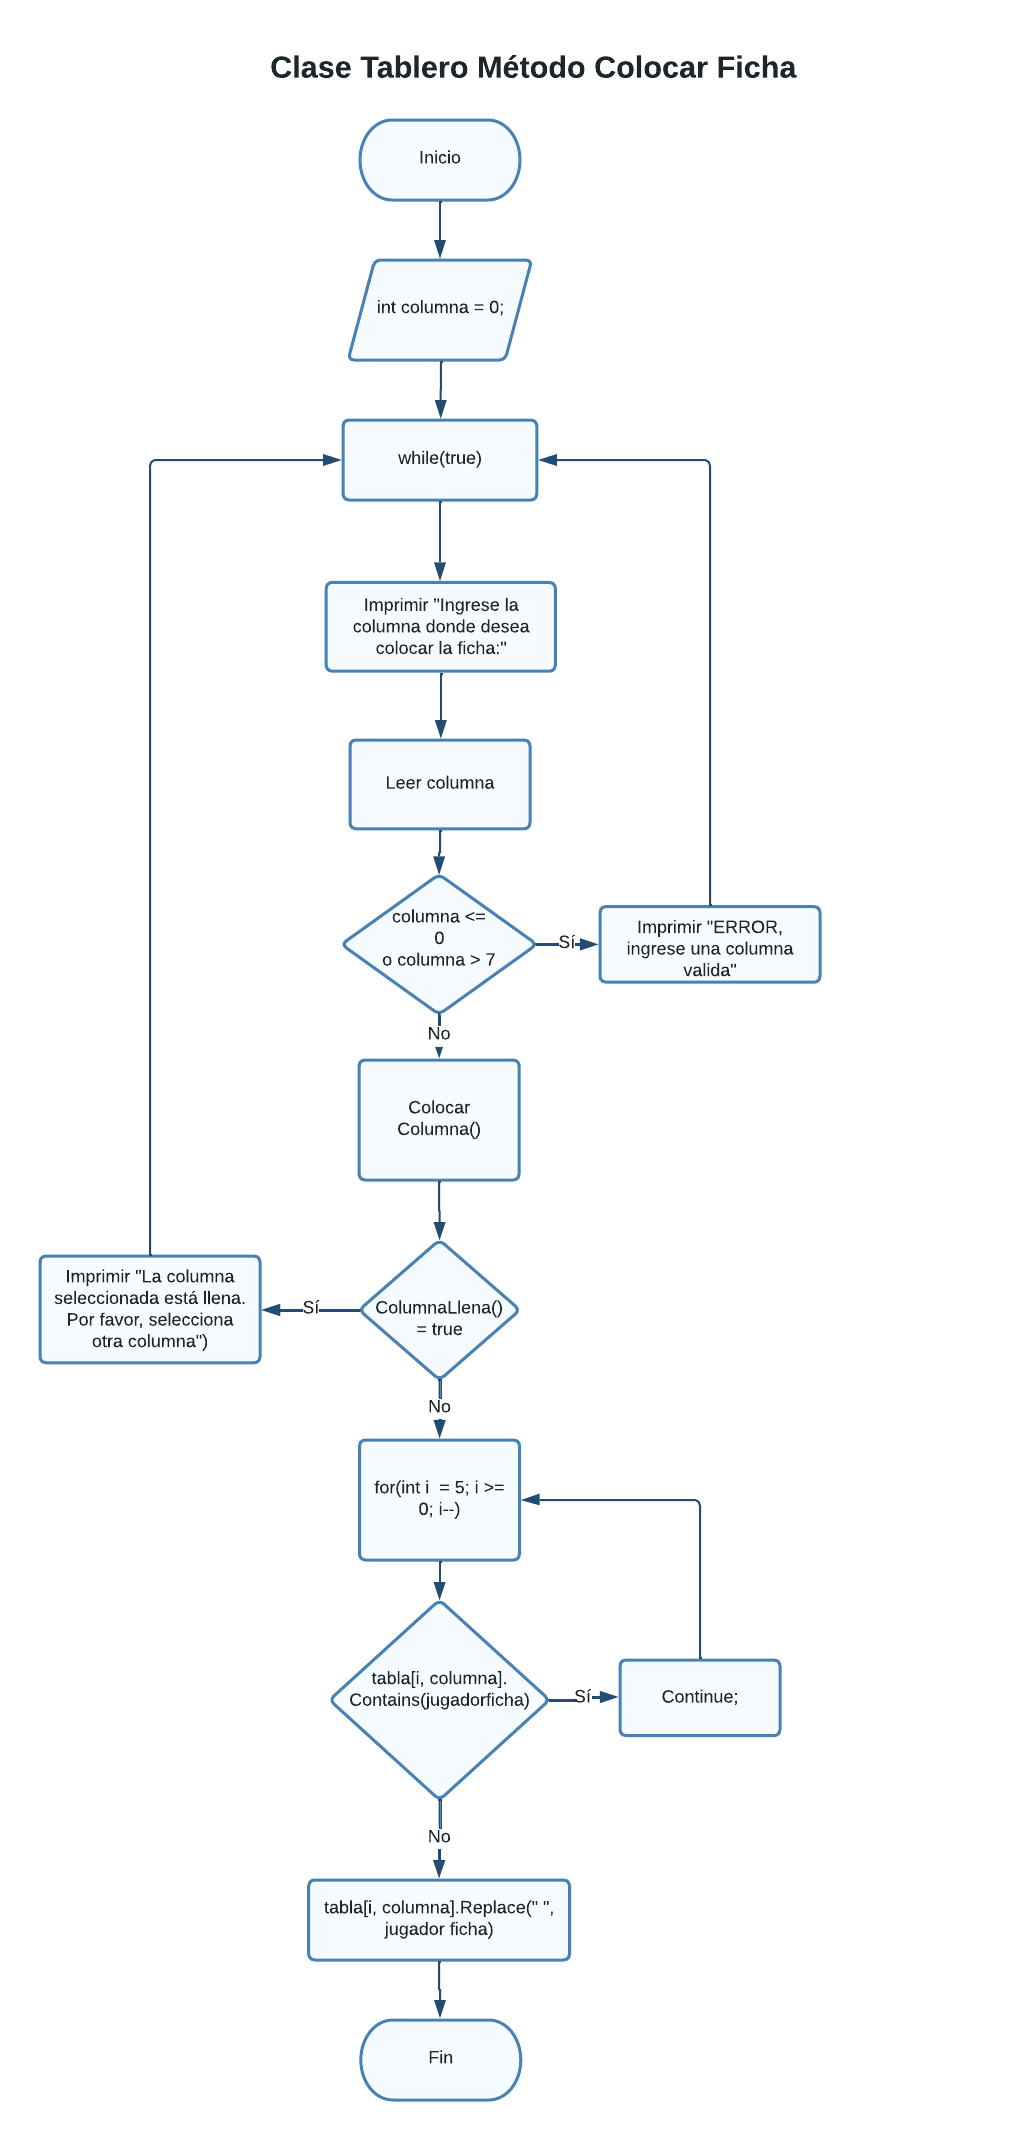 Clase Tablero Método Colocar Ficha
Inicio
int columna = 0;
while(true)
Imprimir "Ingrese la
columna donde desea
colocar la ficha:"
Leer columna
columna <=
0
o columna > 7
Sí
Imprimir "ERROR,
ingrese una columna
valida"
No
Colocar
Columna()
ColumnaLlena()
= true
Sí
Imprimir "La columna
seleccionada está llena.
Por favor, selecciona
otra columna")
No
for(int i  = 5; i >=
0; i--)
tabla[i, columna].
Contains(jugadorficha)
Sí
Continue;
No
tabla[i, columna].Replace(" ",
jugador ficha)
Fin